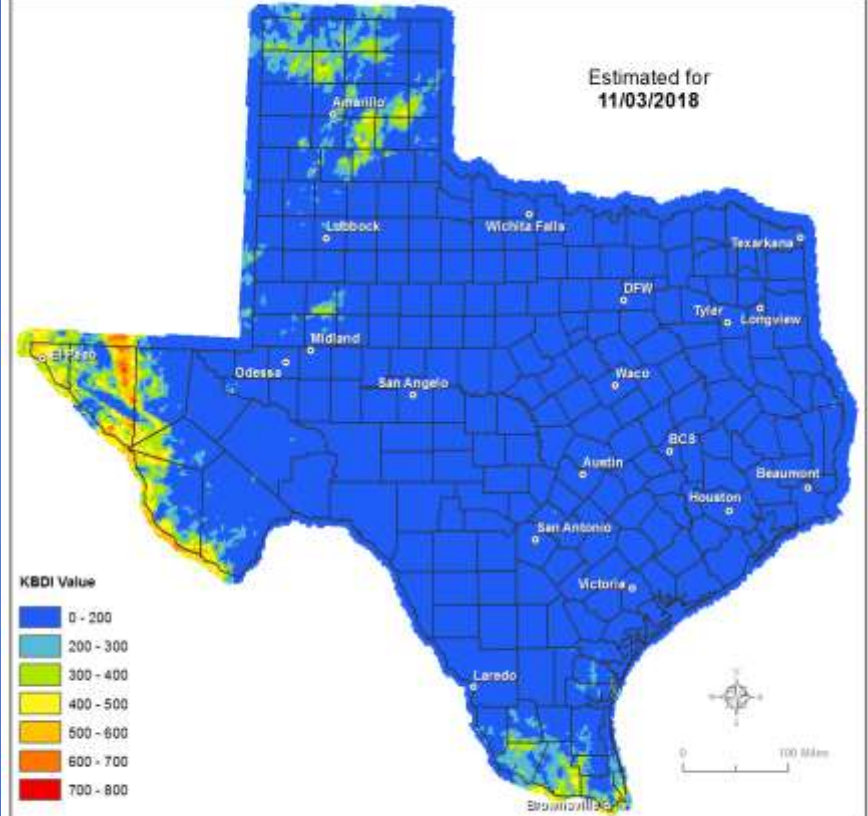 Estimated for
11/03/2018
Amarillo
Lubbock
Wichita Falls
Texarkana
DFW
Tyler
Longview
El Paso
Midland
Odessa
San Angelo
Waco
BCS
Austin
Beaumont
Houston
San Antonio
Victoria
KBDI Value
0 - 200
200 - 300
300 - 400
400 - 500
500 - 600
600 - 700
700 - 800
Laredo
0 100 Miles
Brownsville